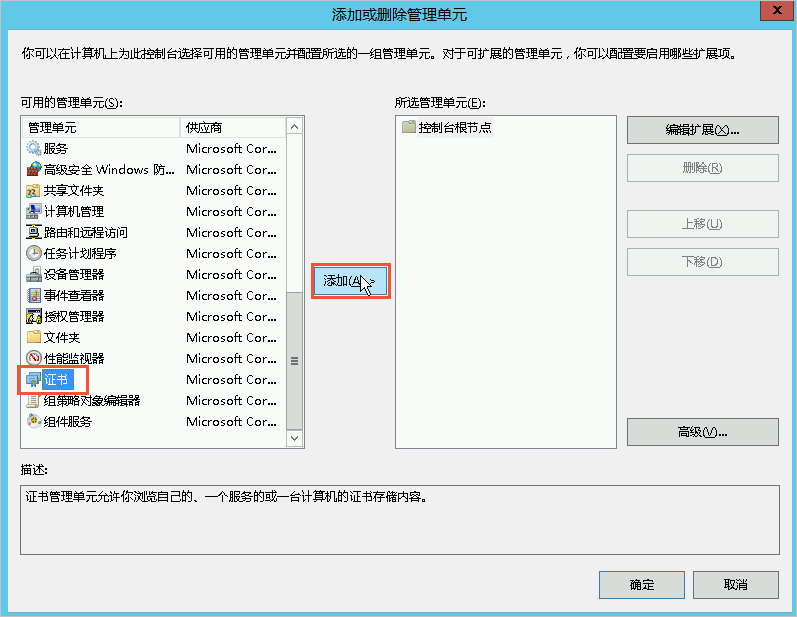 添加或删除管理单元
x
你可以在计算机上为此控制台选择可用的管理单元并配置所选的一组管理单元。对于可扩展的管理单元，你可以配置要启用哪些扩展项。
可用的管理单元(S):
管理单元 供应商
服务 Microsoft Cor...
高级安全 Windows 防... Microsoft Cor...
共享文件夹 Microsoft Cor...
计算机管理 Microsoft Cor...
路由和远程访问 Microsoft Cor...
任务计划程序 Microsoft Cor...
设备管理器 Microsoft Cor...
事件查看器 Microsoft Cor...
授权管理器 Microsoft Cor...
文件夹 Microsoft Cor...
性能监视器 Microsoft Cor...
证书 Microsoft Cor...
组策略对象编辑器 Microsoft Cor...
组件服务 Microsoft Cor...
添加(A) >
所选管理单元(E):
控制台根节点
编辑扩展(X)...
删除(R)
上移(U)
下移(D)
高级(V)...
描述:
证书管理单元允许你浏览自己的、一个服务的或一台计算机的证书存储内容。
确定
取消